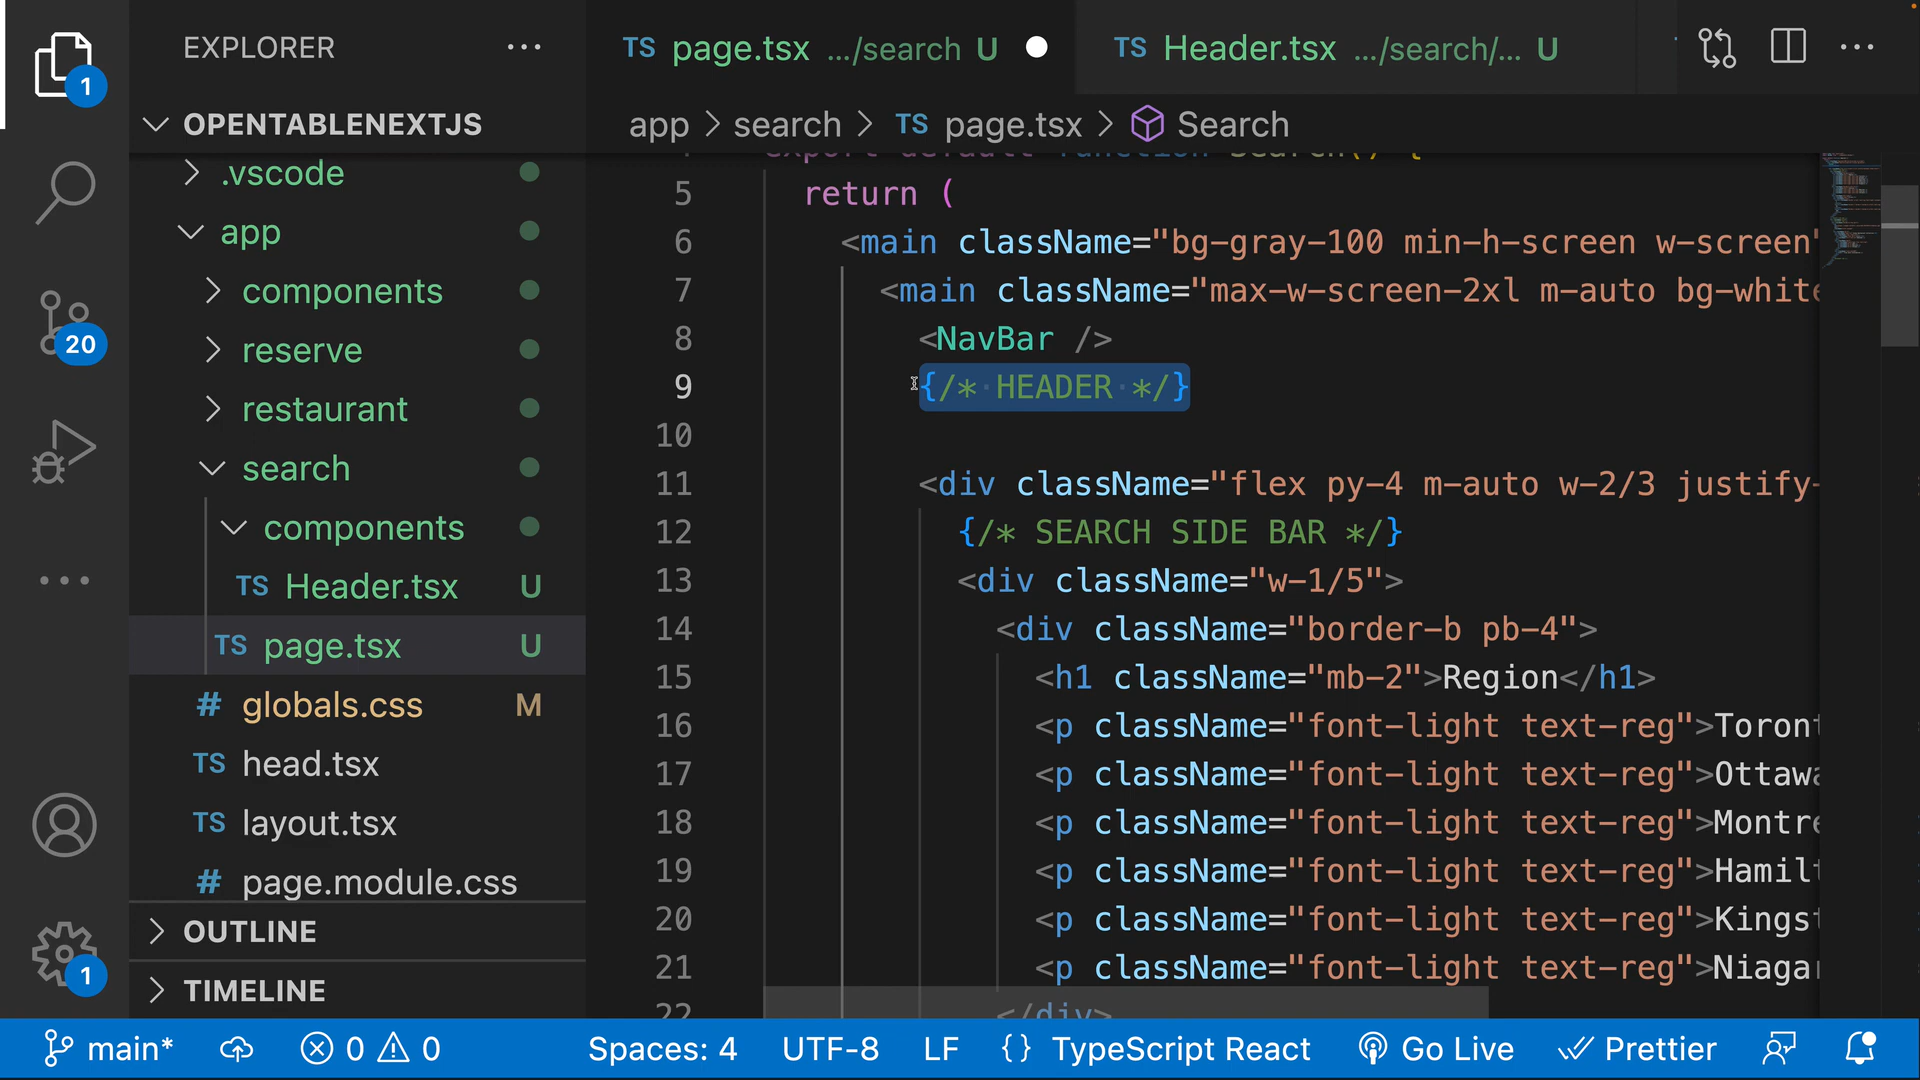 EXPLORER
TS page.tsx .../search U
TS Header.tsx .../search/... U
1
OPENTABLENEXTJS
app > search > TS page.tsx > Search
.vscode
app
components
reserve
restaurant
search
components
TS Header.tsx U
TS page.tsx U
# globals.css M
TS head.tsx
TS layout.tsx
# page.module.css
OUTLINE
TIMELINE
20
1
export default function Search() {
5 return (
6 <main className="bg-gray-100 min-h-screen w-screen"
7 <main className="max-w-screen-2xl m-auto bg-white
8 <NavBar />
9 {/* HEADER */}
10
11 <div className="flex py-4 m-auto w-2/3 justify-
12 {/* SEARCH SIDE BAR */}
13 <div className="w-1/5">
14 <div className="border-b pb-4">
15 <h1 className="mb-2">Region</h1>
16 <p className="font-light text-reg">Toront
17 <p className="font-light text-reg">Ottawa
18 <p className="font-light text-reg">Montre
19 <p className="font-light text-reg">Hamilt
20 <p className="font-light text-reg">Kingst
21 <p className="font-light text-reg">Niagar
22 </div>
main* 0 0 Spaces: 4 UTF-8 LF {} TypeScript React Go Live Prettier